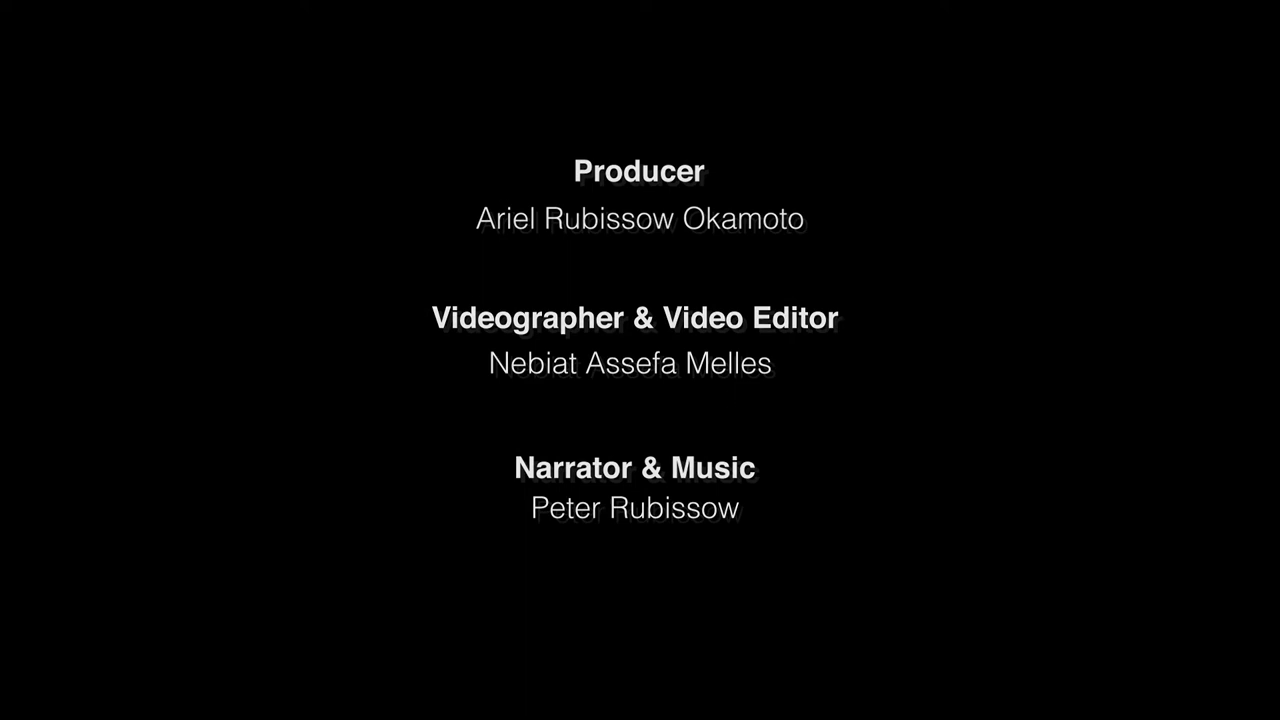 Producer
Ariel Rubissow Okamoto
Videographer & Video Editor
Nebiat Assefa Melles
Narrator & Music
Peter Rubissow